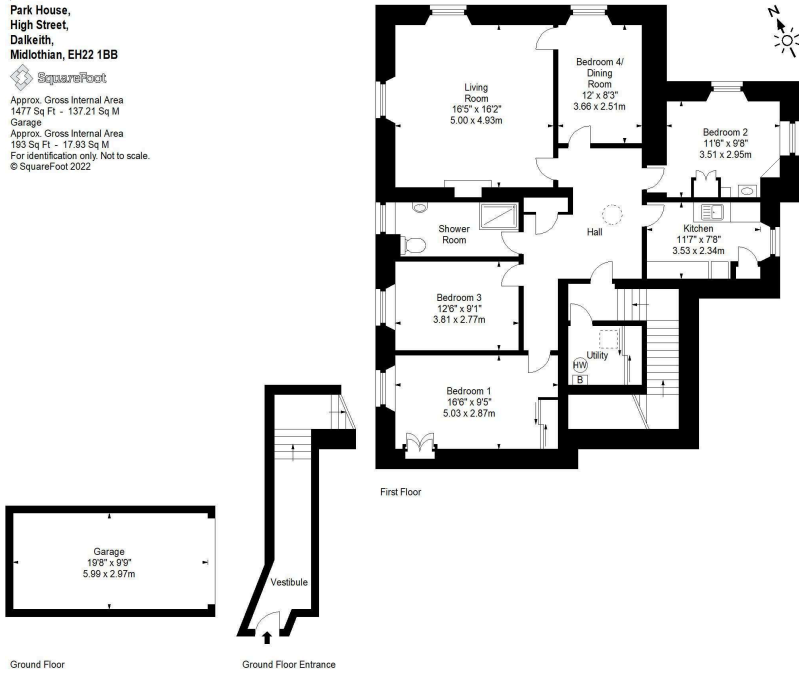 Park House,
High Street,
Dalkeith,
Midlothian, EH22 1BB
SquareFoot
Approx. Gross Internal Area
1477 Sq Ft - 137.21 Sq M
Garage
Approx. Gross Internal Area
193 Sq Ft - 17.93 Sq M
For identification only. Not to scale.
© SquareFoot 2022
N
Living
Room
16'5" x 16'2"
5.00 x 4.93m
Bedroom 4/
Dining
Room
12' x 8'3"
3.66 x 2.51m
Bedroom 2
11'6" x 9'8"
3.51 x 2.95m
Shower
Room
Hall
Kitchen
11'7" x 7'8"
3.53 x 2.34m
Bedroom 3
12'6" x 9'1"
3.81 x 2.77m
Utility
HW
B
Bedroom 1
16'6" x 9'5"
5.03 x 2.87m
First Floor
Garage
19'8" x 9'9"
5.99 x 2.97m
Vestibule
Ground Floor
Ground Floor Entrance